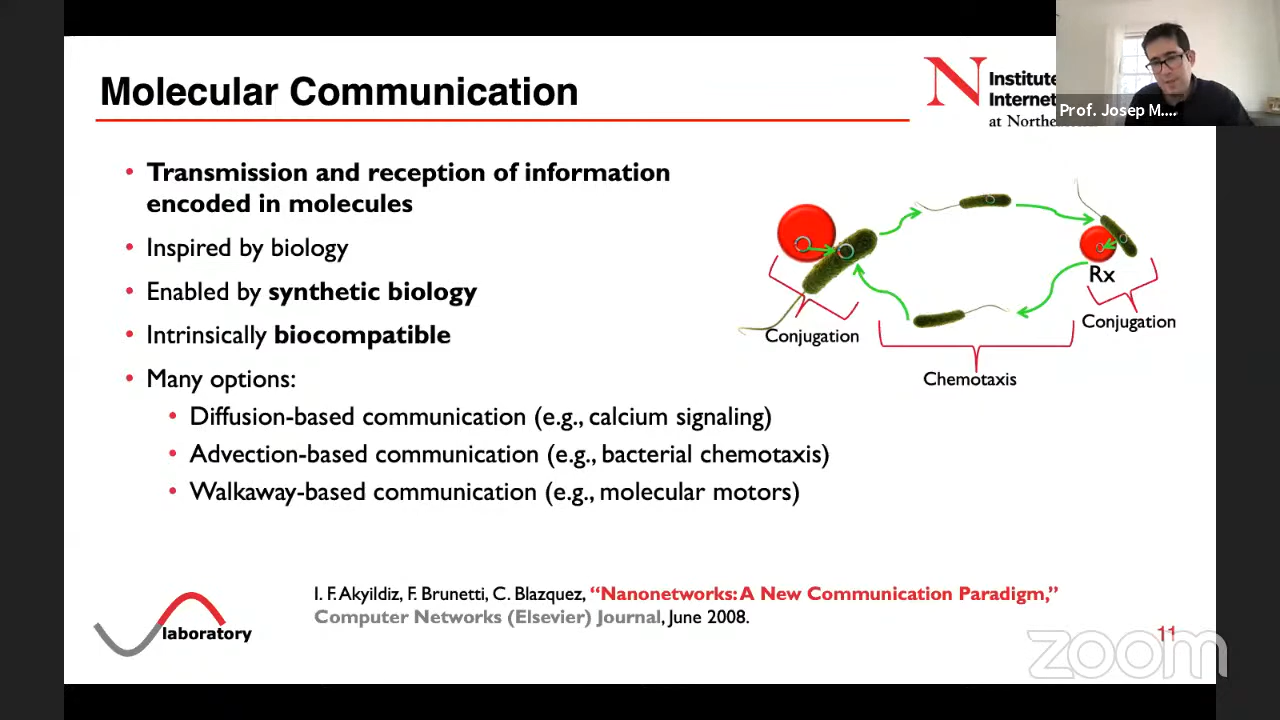 Molecular Communication
N Institute
Internet
at Northe
Prof. Josep M....
• Transmission and reception of information
encoded in molecules
• Inspired by biology
• Enabled by synthetic biology
• Intrinsically biocompatible
• Many options:
• Diffusion-based communication (e.g., calcium signaling)
• Advection-based communication (e.g., bacterial chemotaxis)
• Walkaway-based communication (e.g., molecular motors)
Rx
Conjugation
Conjugation
Chemotaxis
I. F. Akyildiz, F. Brunetti, C. Blazquez, “Nanonetworks: A New Communication Paradigm,”
Computer Networks (Elsevier) Journal, June 2008.
laboratory
11
zoom